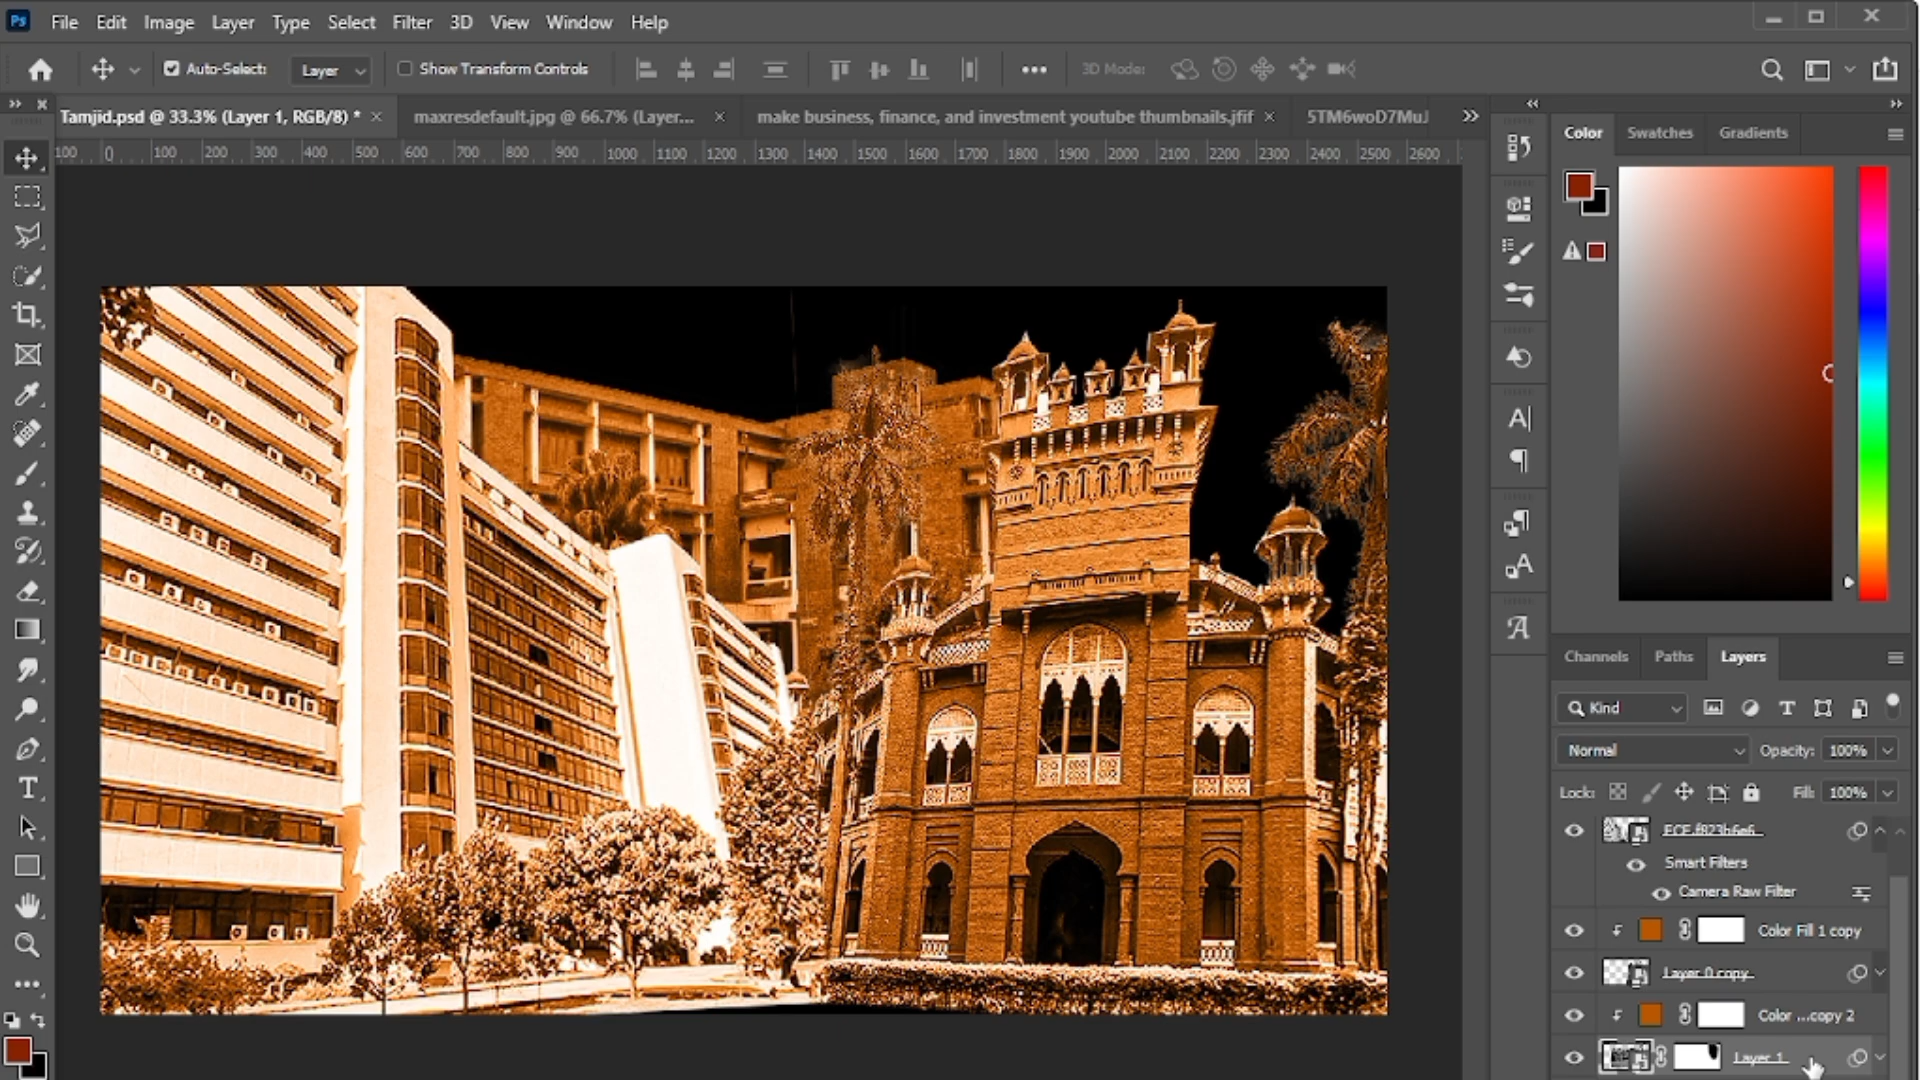 Ps File Edit Image Layer Type Select Filter 3D View Window Help
Auto-Select: Layer Show Transform Controls 3D Mode:
Tamjid.psd @ 33.3% (Layer 1, RGB/8) * maxresdefault.jpg @ 66.7% (Layer... make business, finance, and investment youtube thumbnails.jfif 5TM6woD7MuJ
100 0 100 200 300 400 500 600 700 800 900 1000 1100 1200 1300 1400 1500 1600 1700 1800 1900 2000 2100 2200 2300 2400 2500 2600
Color Swatches Gradients
Channels Paths Layers
Kind
Normal Opacity: 100%
Lock: Fill: 100%
ECE.f823b6e6
Smart Filters
Camera Raw Filter
Color Fill 1 copy
Layer 0 copy
Color ...copy 2
Layer 1